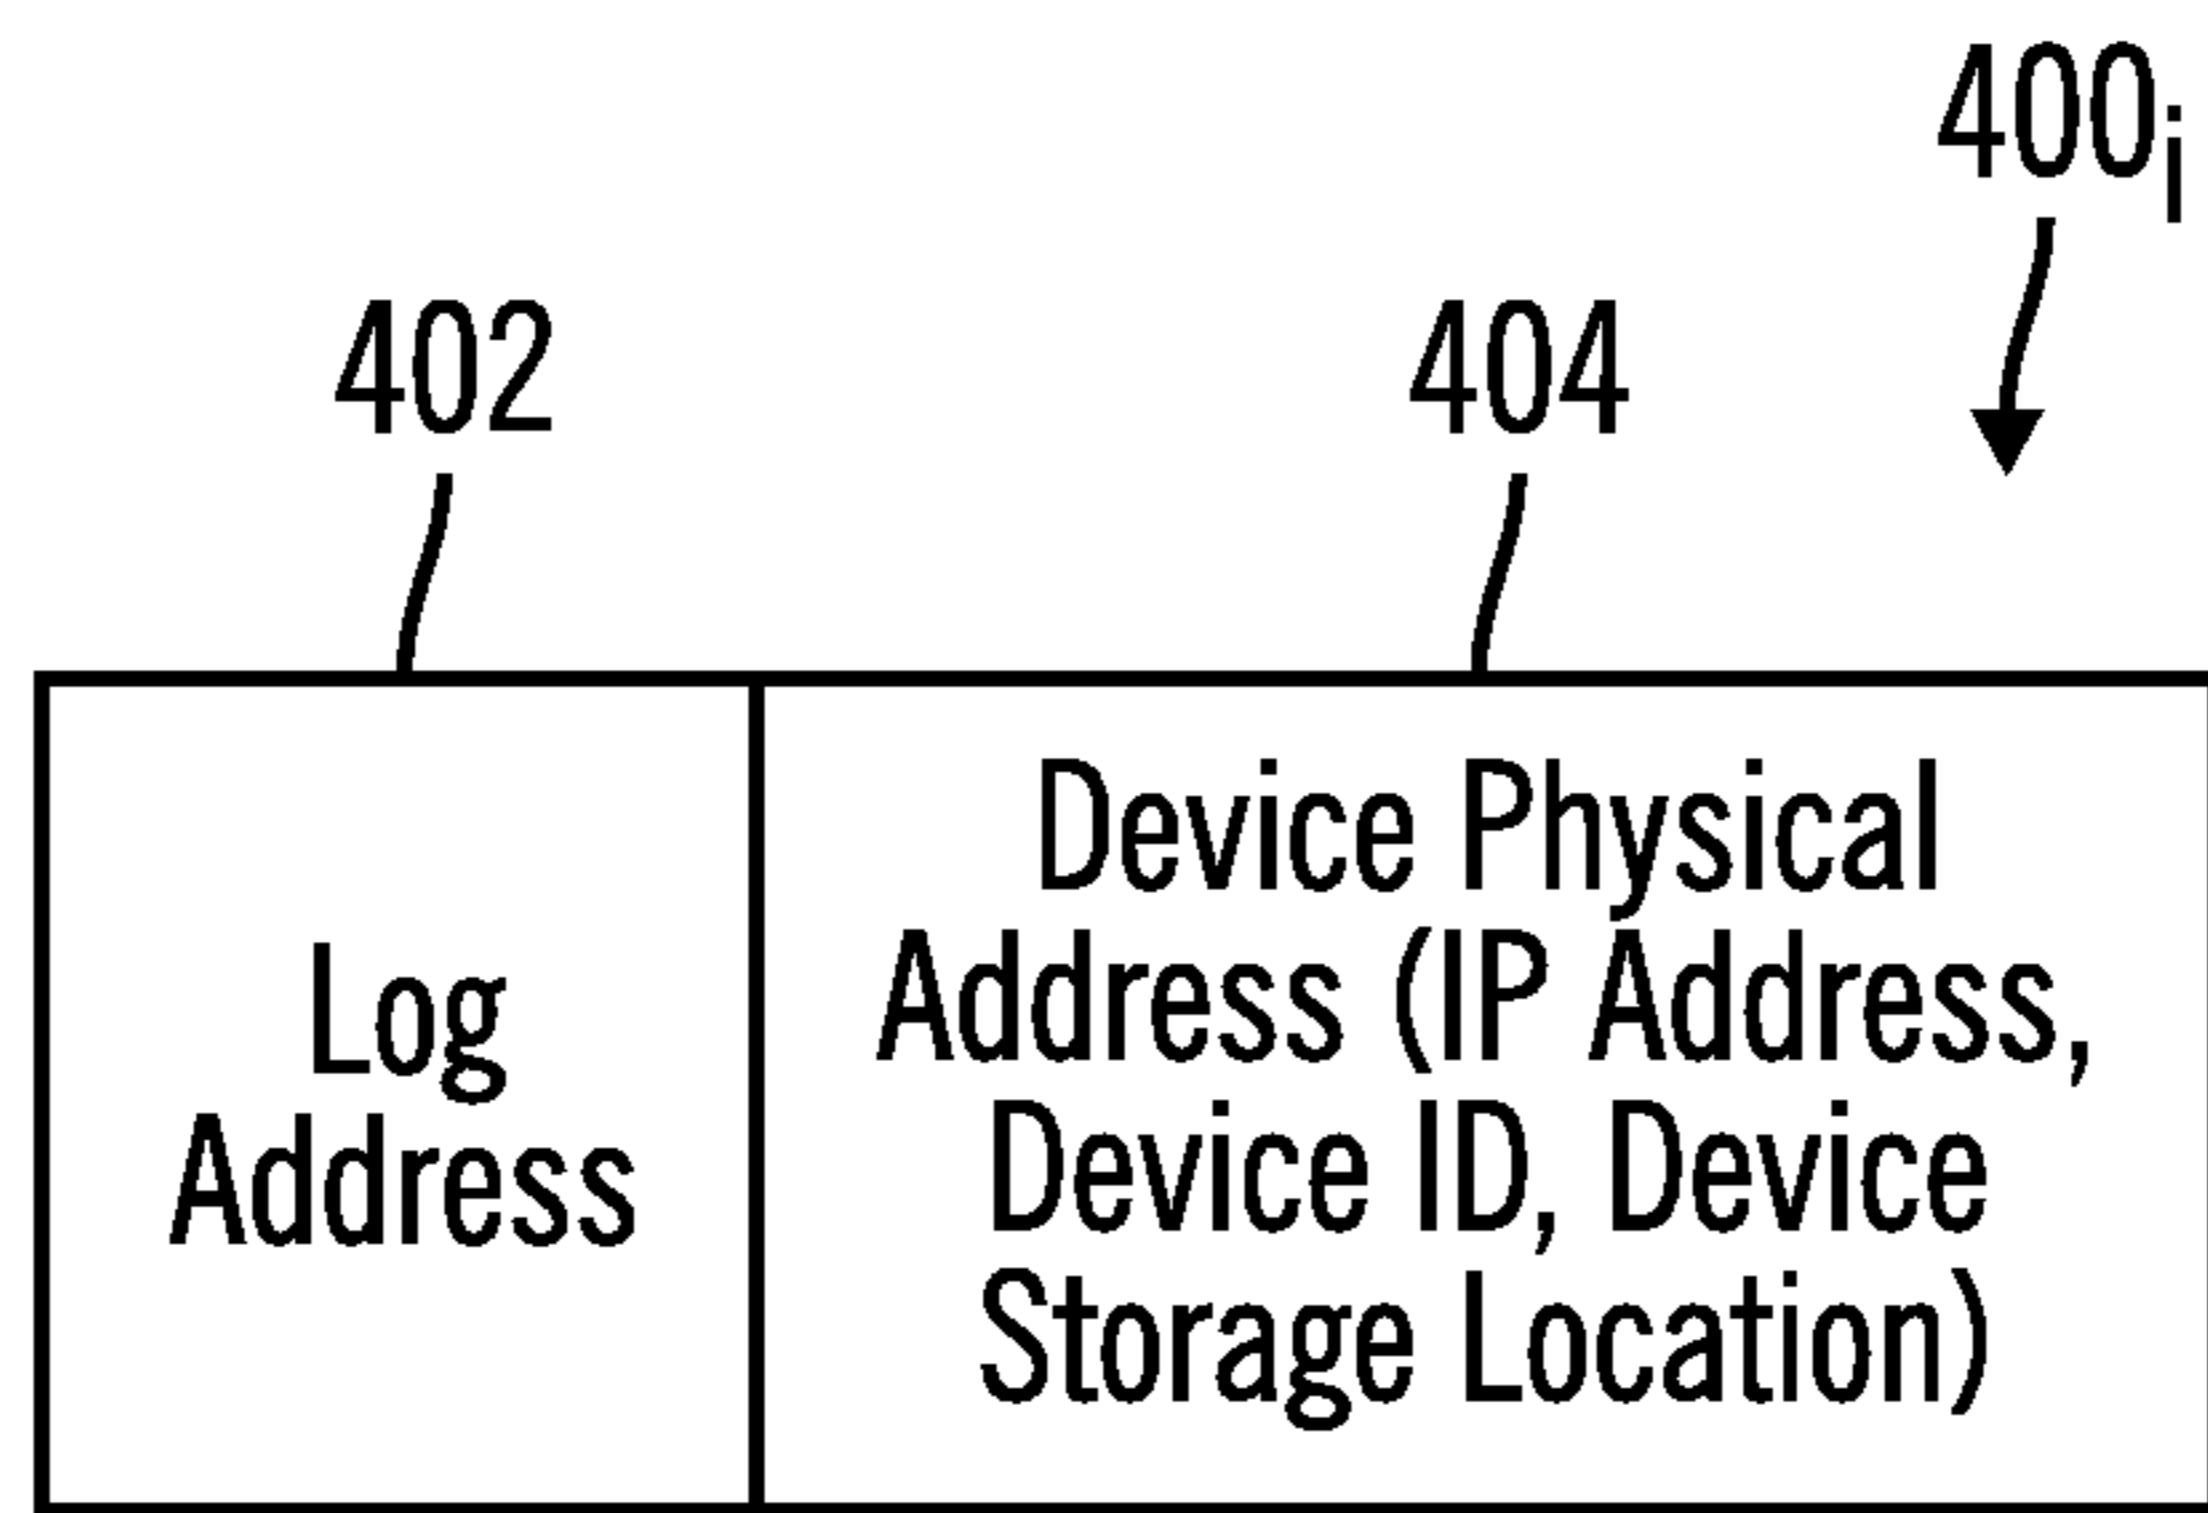 400i
402
404
Log
Address
Device Physical
Address (IP Address,
Device ID, Device
Storage Location)